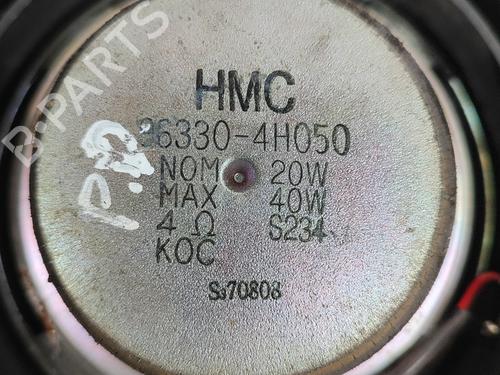 HMC
96330-4H050
NOM 20W
MAX 40W
4 Ω S234
KOC
S370808
B-PARTS
P.D